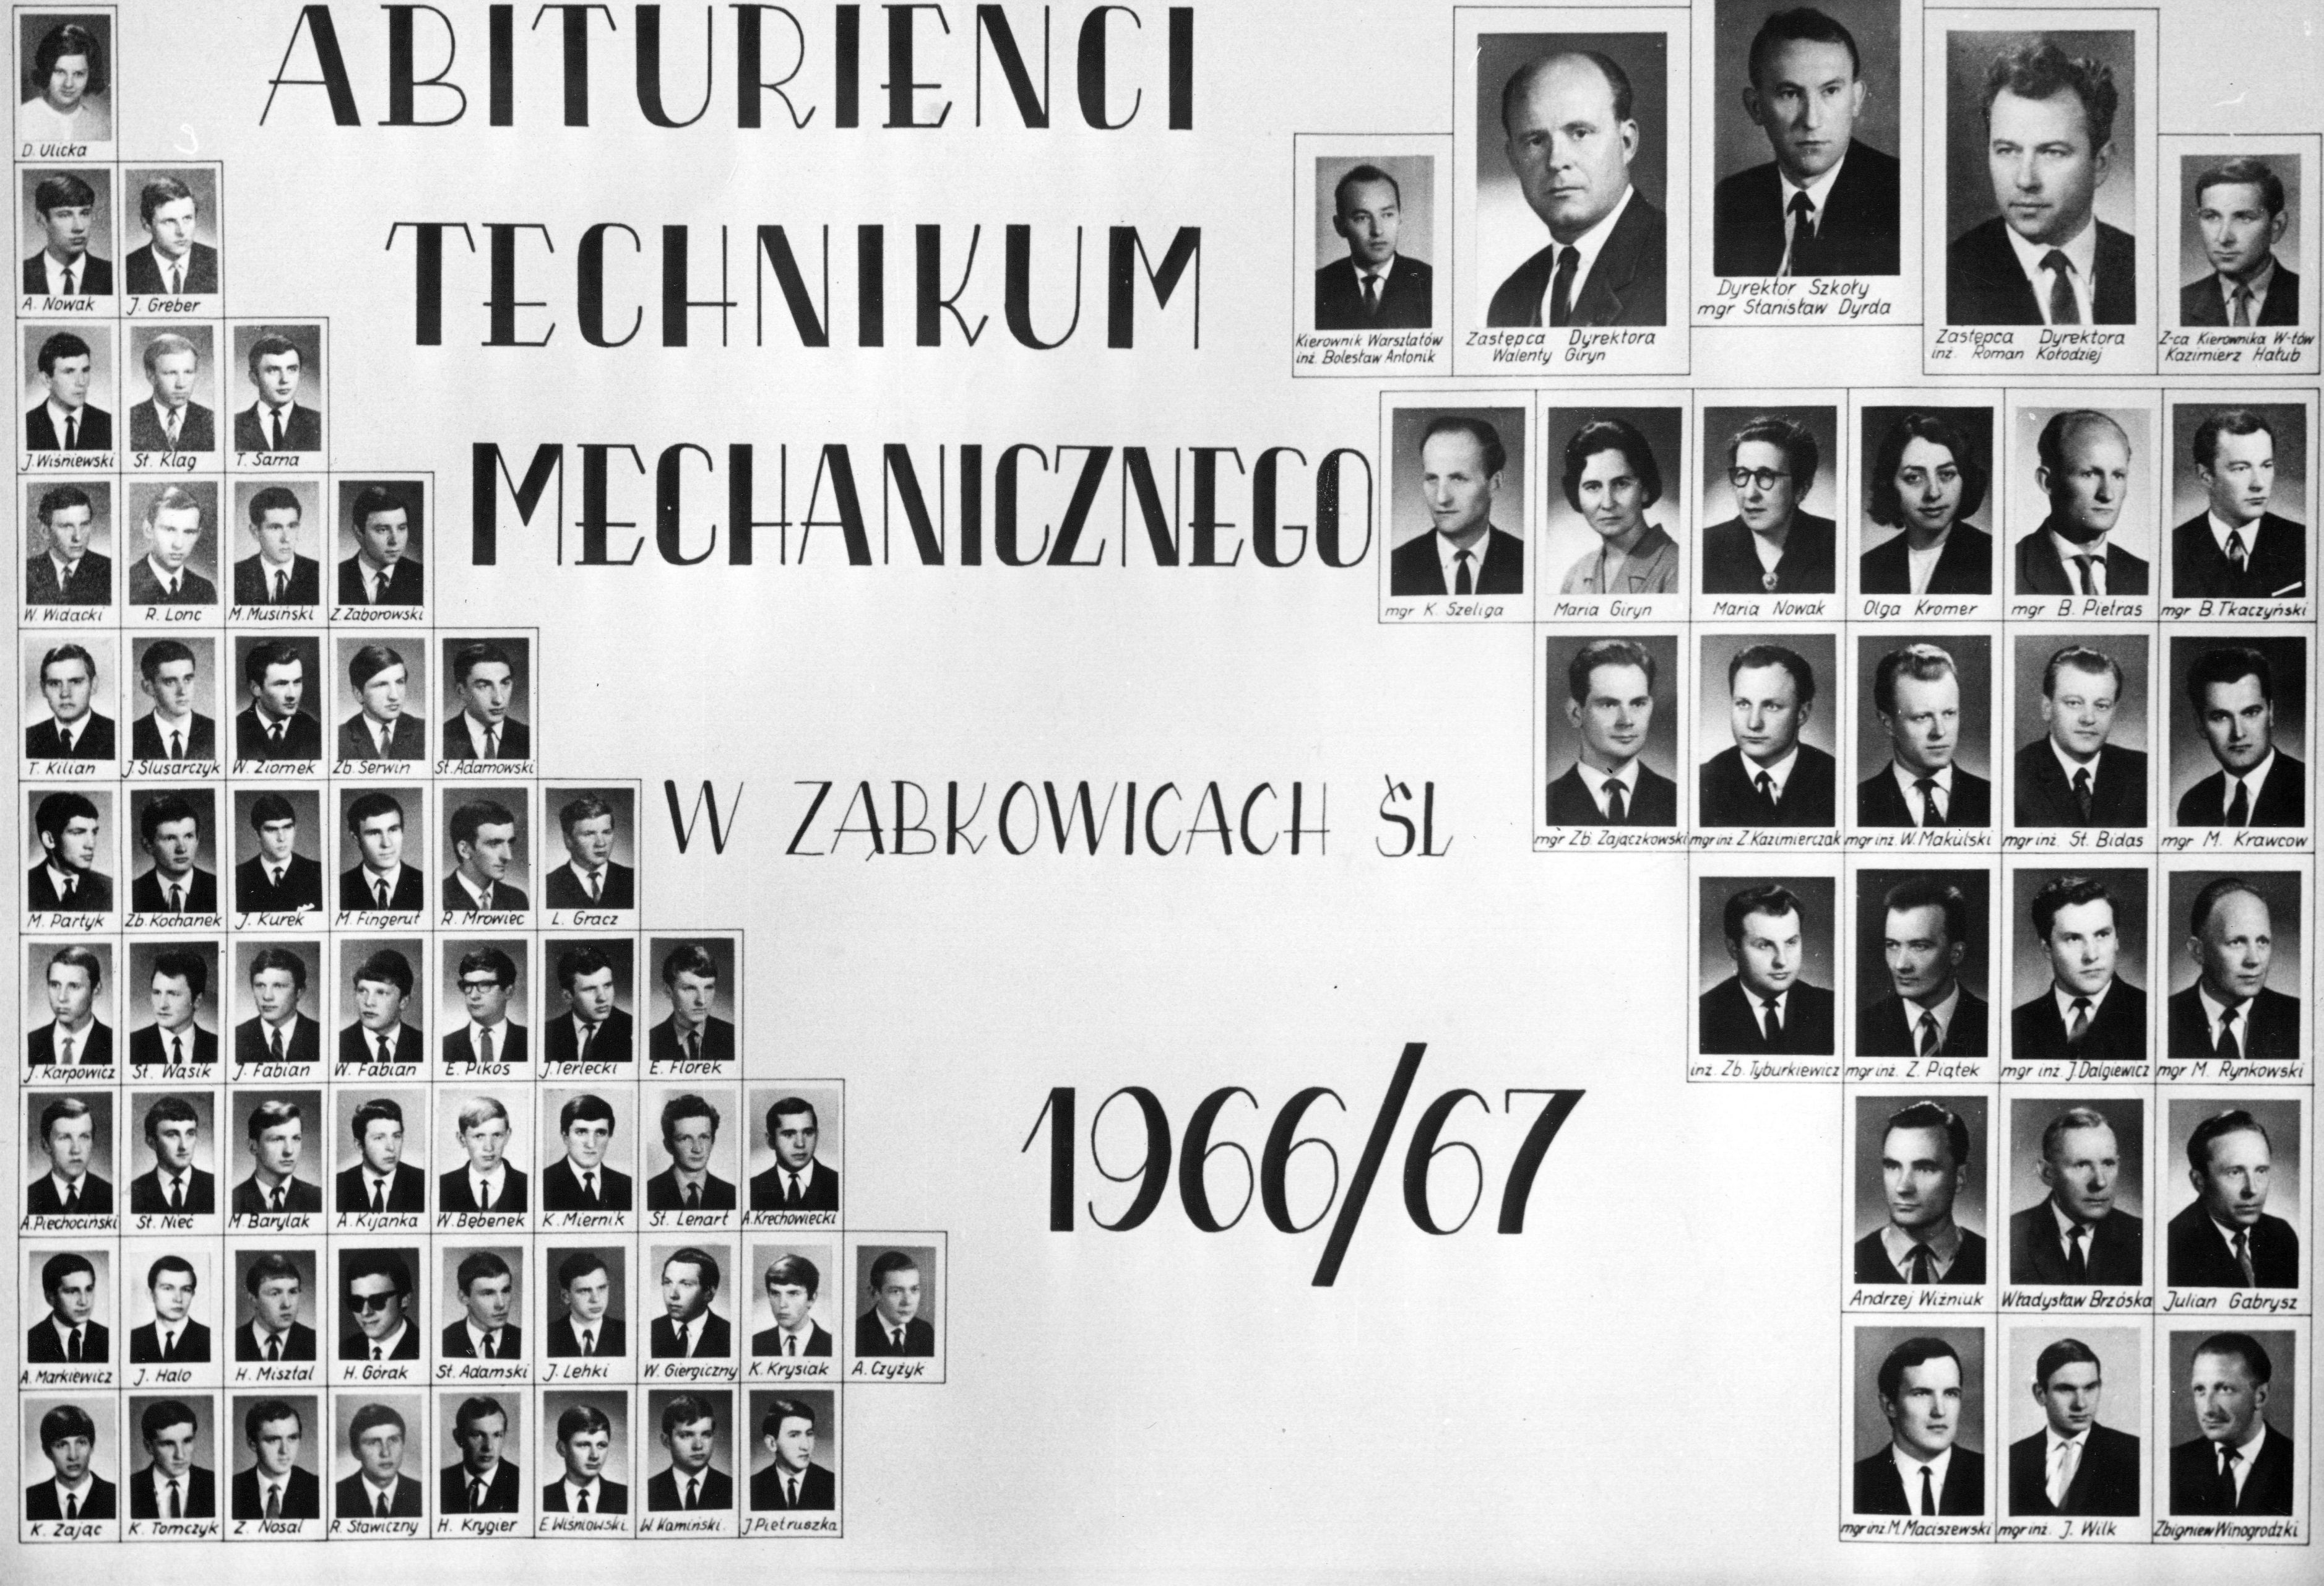 ABITURIENCI
TECHNIKUM
MECHANICZNEGO
W ZĄBKOWICACH ŚL
1966/67
D. Ulicka
A. Nowak
J. Greber
J. Wiśniewski
St. Klag
T. Sarna
W. Widacki
R. Lonc
M. Musiński
Z. Zaborowski
T. Kilian
J. Ślusarczyk
W. Ziomek
Zb. Serwin
St. Adamowski
M. Partyk
Zb. Kochanek
J. Kurek
M. Fingerut
R. Mrowiec
L. Gracz
J. Karpowicz
St. Wąsik
J. Fabian
W. Fabian
E. Pikos
J. Terlecki
E. Florek
A. Piechociński
St. Nieć
M. Barylak
A. Kijanka
W. Bębenek
K. Miernik
St. Lenart
A. Krechowiecki
A. Markiewicz
J. Halo
H. Misztal
H. Górak
St. Adamski
J. Lehki
W. Giergiczny
K. Krysiak
A. Czyżyk
K. Zając
K. Tomczyk
Z. Nosal
R. Stawiczny
H. Krygier
E. Wiśniowski
W. Kamiński
J. Pietruszka
Kierownik Warsztatów
inż. Bolesław Antonik
Zastępca Dyrektora
Walenty Giryn
Dyrektor Szkoły
mgr Stanisław Dyrda
Zastępca Dyrektora
inż. Roman Kołodziej
Z-ca Kierownika W-tów
Kazimierz Hałub
mgr K. Szeliga
Maria Giryn
Maria Nowak
Olga Kromer
mgr B. Pietras
mgr B. Tkaczyński
mgr Zb. Zajączkowski
mgr inż. Z. Kazimierczak
mgr inż. W. Makulski
mgr inż. St. Bidas
mgr M. Krawcow
inż. Zb. Tyburkiewicz
mgr inż. Z. Piątek
mgr inż. J. Dalgiewicz
mgr M. Rynkowski
Andrzej Wiźniuk
Władysław Brzóska
Julian Gabrysz
mgr inż. M. Maciszewski
mgr inż. J. Wilk
Zbigniew Winogrodzki